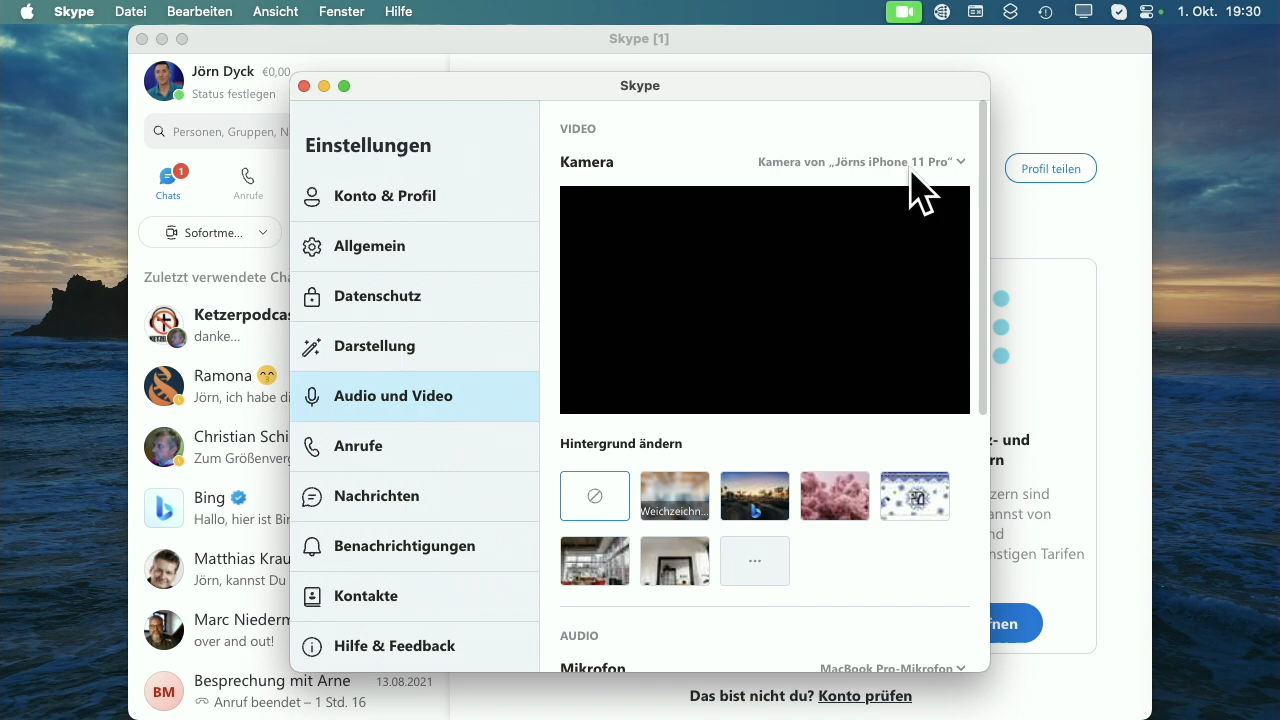 Skype Datei Bearbeiten Ansicht Fenster Hilfe 1. Okt. 19:30
Skype [1]
Jörn Dyck €0,00
Status festlegen
Personen, Gruppen, N
1
Chats
Anrufe
Sofortme...
Zuletzt verwendete Cha
Ketzerpodcas
danke...
Ramona 😙
Jörn, ich habe di
Christian Schi
Zum Größenverg
Bing
Hallo, hier ist Bin
Matthias Krau
Jörn, kannst Du
Marc Niederm
over and out!
BM
Besprechung mit Arne 13.08.2021
Anruf beendet – 1 Std. 16
Skype
Einstellungen
Konto & Profil
Allgemein
Datenschutz
Darstellung
Audio und Video
Anrufe
Nachrichten
Benachrichtigungen
Kontakte
Hilfe & Feedback
VIDEO
Kamera Kamera von „Jörns iPhone 11 Pro“
Hintergrund ändern
Weichzeichn...
...
AUDIO
Mikrofon MacBook Pro-Mikrofon
Profil teilen
z- und
rn
zern sind
annst von
nd
nstigen Tarifen
fnen
Das bist nicht du? Konto prüfen